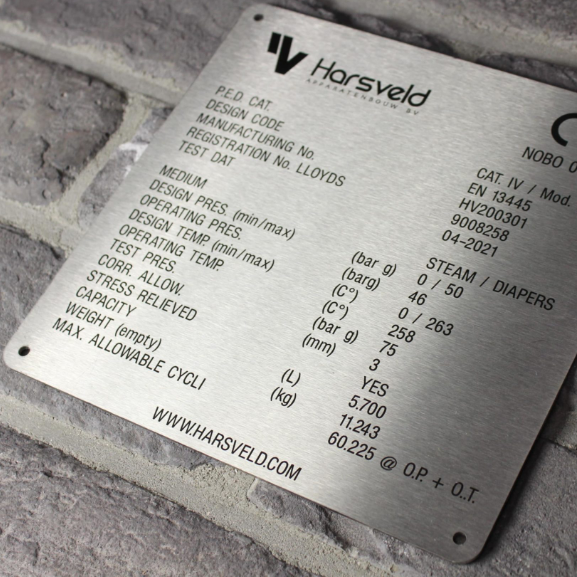 Harsveld
APPARATENBOUW BV
NOBO 0
P.E.D. CAT. CAT. IV / Mod.
DESIGN CODE EN 13445
MANUFACTURING No. HV200301
REGISTRATION No. LLOYDS 9008258
TEST DAT 04-2021
MEDIUM STEAM / DIAPERS
DESIGN PRES. (min/max) (bar g) 0 / 50
OPERATING PRES. (barg) 46
DESIGN TEMP. (min/max) (C°) 0 / 263
OPERATING TEMP. (C°) 258
TEST PRES. (bar g) 75
CORR. ALLOW. (mm) 3
STRESS RELIEVED YES
CAPACITY (L) 5.700
WEIGHT (empty) (kg) 11.243
MAX. ALLOWABLE CYCLI 60.225 @ O.P. + O..T.
WWW.HARSVELD.COM